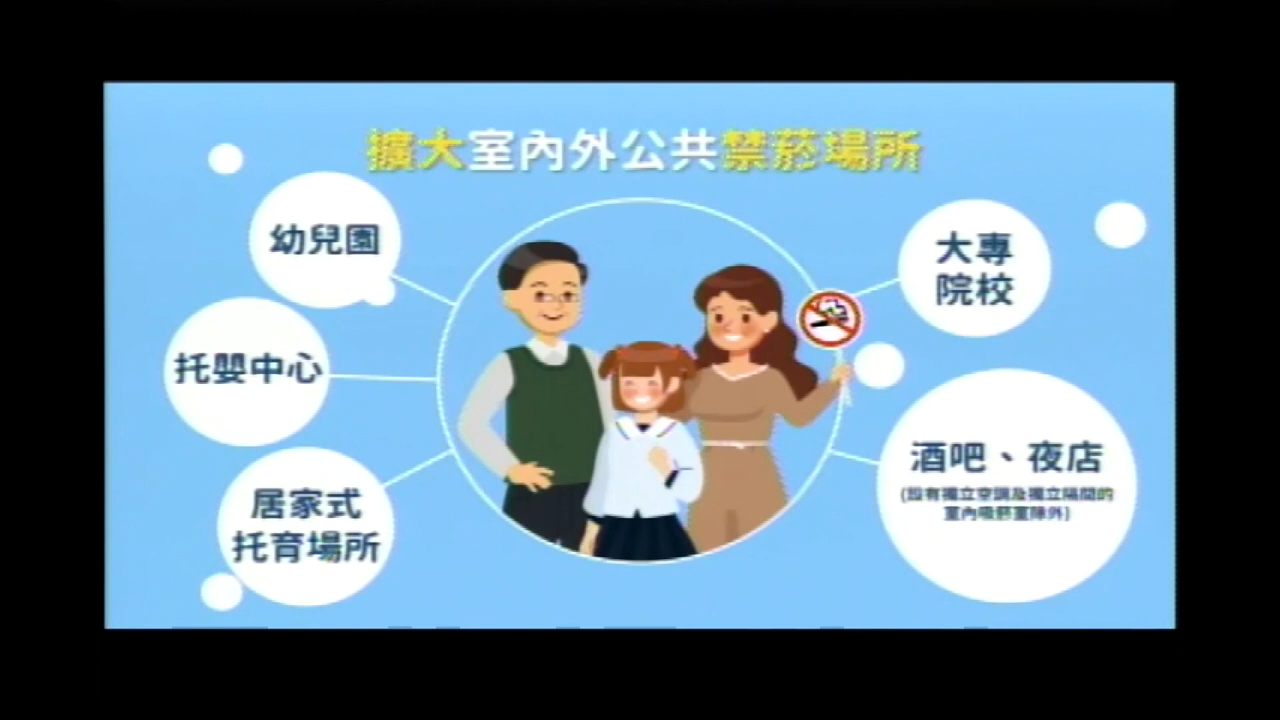 擴大室內外公共禁菸場所
幼兒園
托嬰中心
居家式
托育場所
大專
院校
酒吧、夜店
(設有獨立空調及獨立隔間的
室內吸菸室除外)